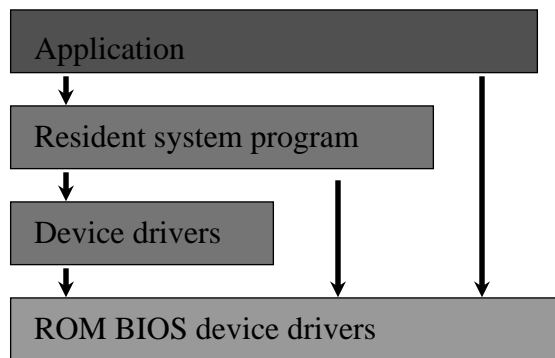 Application
Resident system program
Device drivers
ROM BIOS device drivers